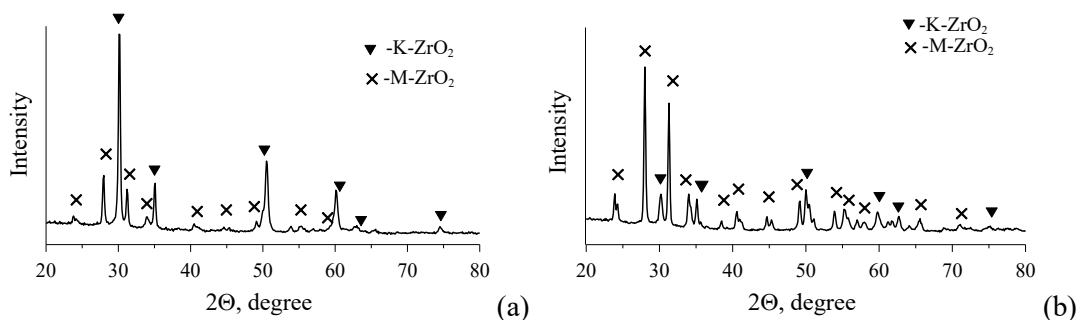 -K-ZrO₂
-M-ZrO₂
Intensity
20 30 40 50 60 70 80
2Θ, degree
(a)
-K-ZrO₂
-M-ZrO₂
Intensity
20 30 40 50 60 70 80
2Θ, degree
(b)